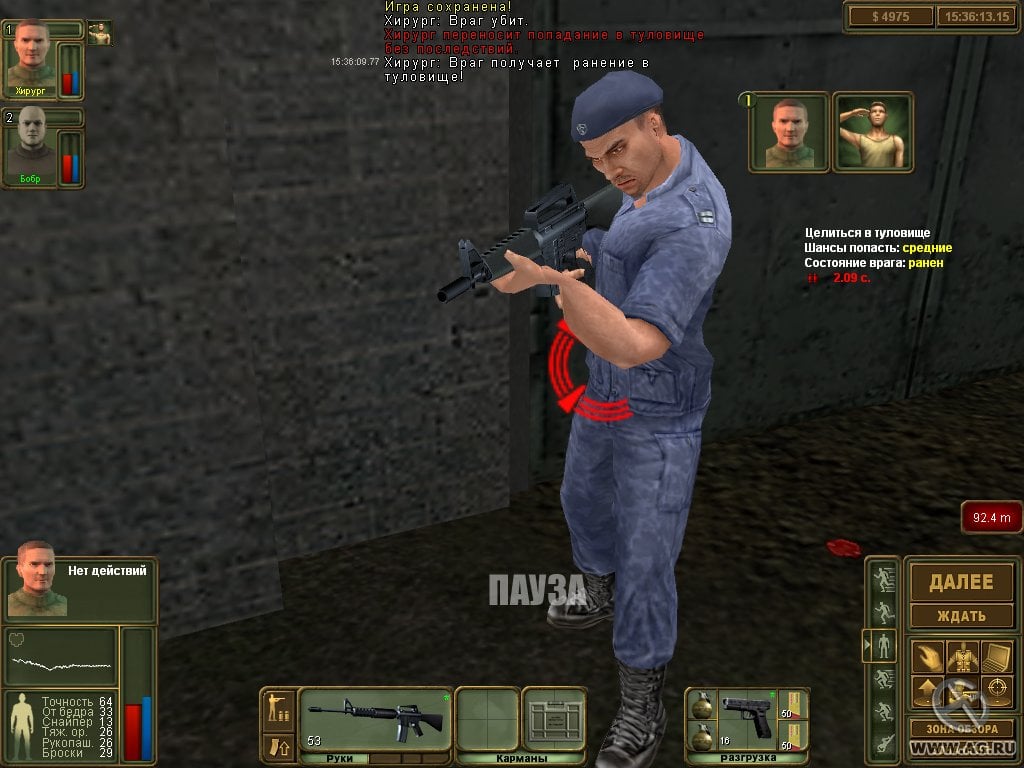 Игра сохранена!
Хирург: Враг убит.
Хирург переносит попадание в туловище
без последствий.
15:36:09.77 Хирург: Враг получает ранение в
туловище!
$ 4975
15:36:13.15
1
Хирург
2
Бобр
1
Целиться в туловище
Шансы попасть: средние
Состояние врага: ранен
2.09 с.
92.4 m
Нет действий
ПАУЗА
ДАЛЕЕ
ЖДАТЬ
Точность 64
От бедра 33
Снайпер 13
Тяж. ор. 26
Рукопаш. 26
Броски 29
53
Руки
Карманы
16
50
50
Разгрузка
ЗОНА ОБЗОРА
WWW.AG.RU